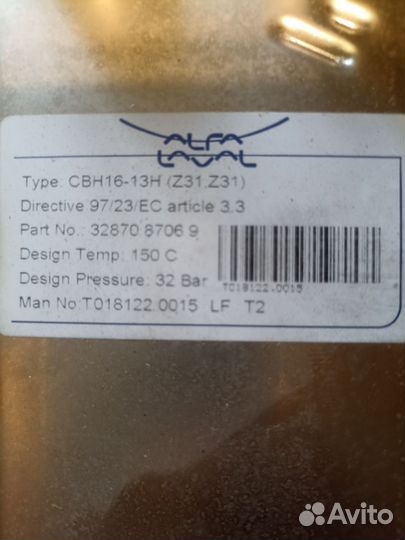 ALFA
LAVAL
Type: CBH16-13H (Z31,Z31)
Directive 97/23/EC article 3.3
Part No.: 32870 8706 9
Design Temp: 150 C
Design Pressure: 32 Bar
T018122.0015
Man No:T018122.0015 LF T2
Avito